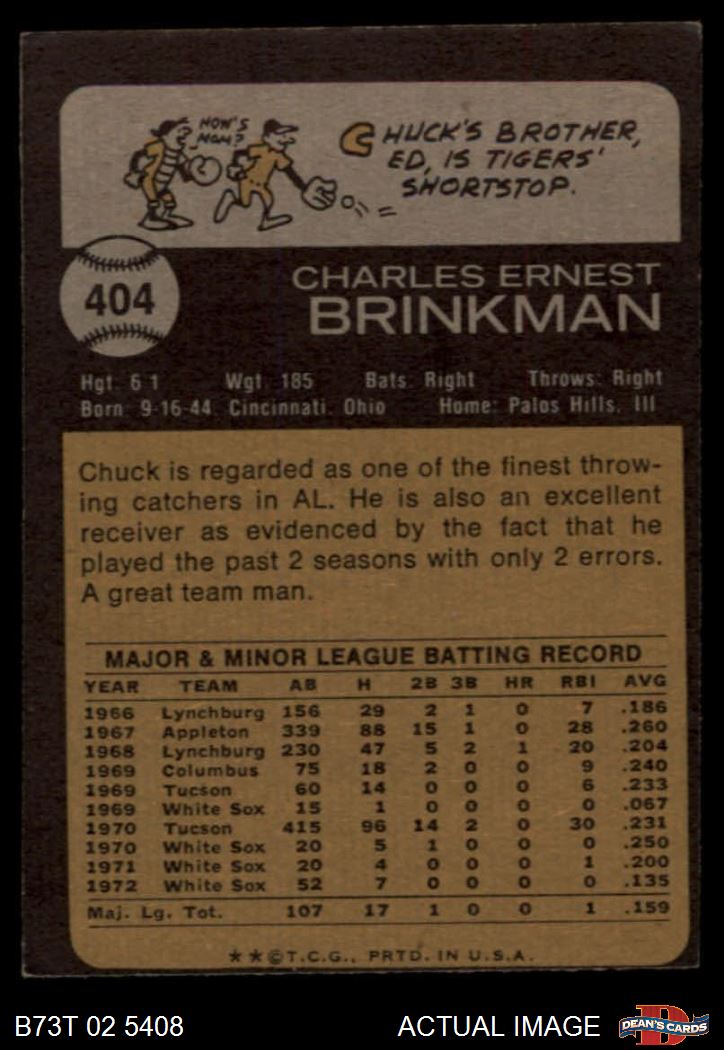 HOW'S
MOM?
CHUCK'S BROTHER,
ED, IS TIGERS'
SHORTSTOP.
404
CHARLES ERNEST
BRINKMAN
Hgt. 6 1 Wgt. 185 Bats: Right Throws: Right
Born: 9-16-44 Cincinnati, Ohio Home: Palos Hills, Ill
Chuck is regarded as one of the finest throw-
ing catchers in AL. He is also an excellent
receiver as evidenced by the fact that he
played the past 2 seasons with only 2 errors.
A great team man.
MAJOR & MINOR LEAGUE BATTING RECORD
YEAR TEAM AB H 2B 3B HR RBI AVG
1966 Lynchburg 156 29 2 1 0 7 .186
1967 Appleton 339 88 15 1 0 28 .260
1968 Lynchburg 230 47 5 2 1 20 .204
1969 Columbus 75 18 2 0 0 9 .240
1969 Tucson 60 14 0 0 0 6 .233
1969 White Sox 15 1 0 0 0 0 .067
1970 Tucson 415 96 14 2 0 30 .231
1970 White Sox 20 5 1 0 0 0 .250
1971 White Sox 20 4 0 0 0 1 .200
1972 White Sox 52 7 0 0 0 0 .135
Maj. Lg. Tot. 107 17 1 0 0 1 .159
★★©T.C.G., PRTD. IN U.S.A.
B73T 02 5408 ACTUAL IMAGE
D
DEAN'S CARDS